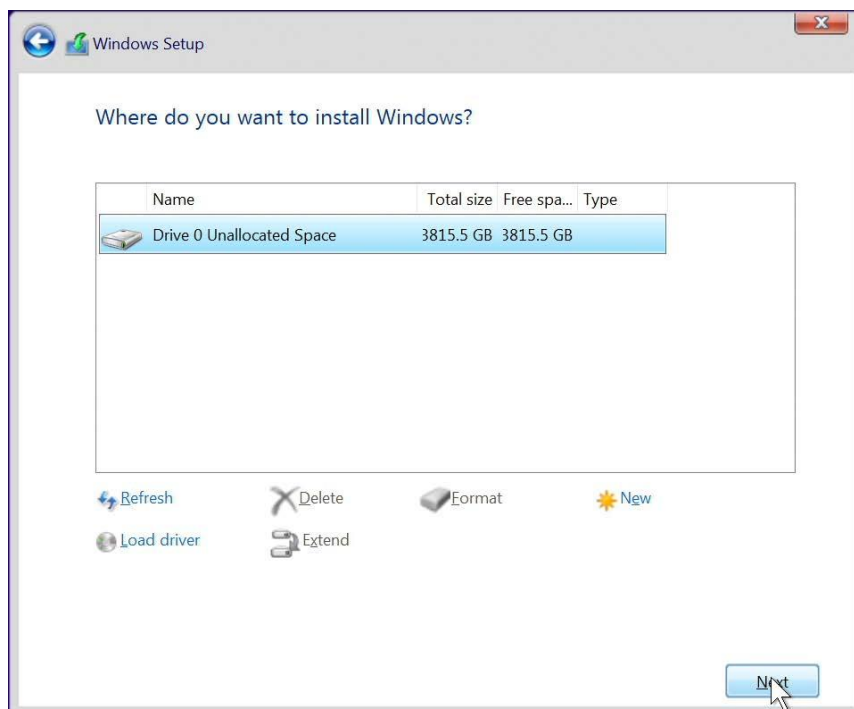 Windows Setup
Where do you want to install Windows?
Name Total size Free spa... Type
Drive 0 Unallocated Space 3815.5 GB 3815.5 GB
Refresh Delete Format New
Load driver Extend
Next